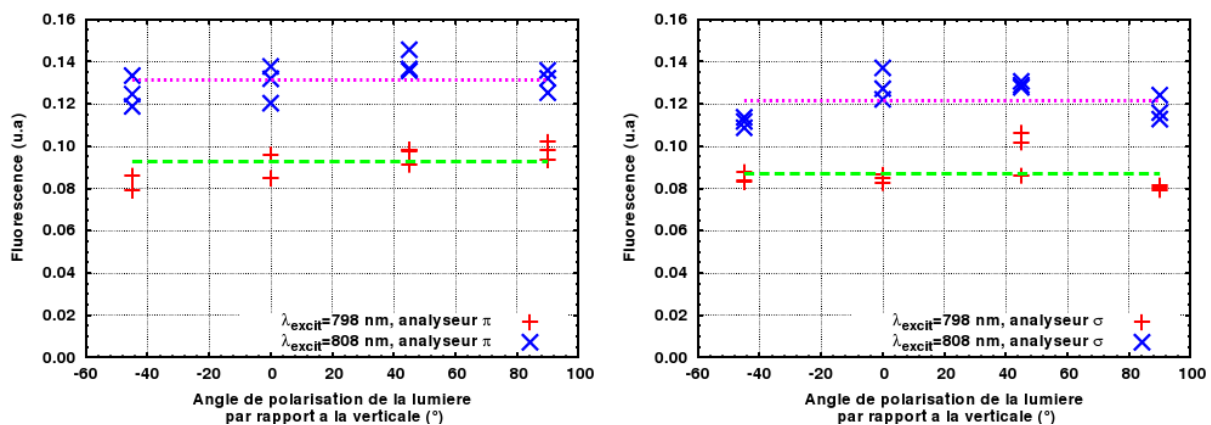 0.16
0.14
0.12
0.10
0.08
0.06
0.04
0.02
0.00
Fluorescence (u.a)
λexcit=798 nm, analyseur π
λexcit=808 nm, analyseur π
-60 -40 -20 0 20 40 60 80 100
Angle de polarisation de la lumiere
par rapport a la verticale (°)
0.16
0.14
0.12
0.10
0.08
0.06
0.04
0.02
0.00
Fluorescence (u.a)
λexcit=798 nm, analyseur σ
λexcit=808 nm, analyseur σ
-60 -40 -20 0 20 40 60 80 100
Angle de polarisation de la lumiere
par rapport a la verticale (°)